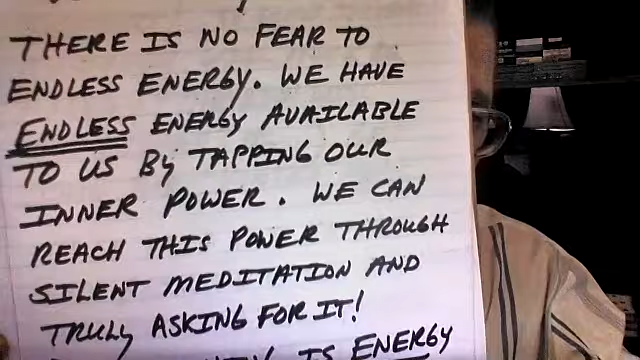 THERE IS NO FEAR TO
ENDLESS ENERGY. WE HAVE
ENDLESS ENERGY AVAILABLE
TO US BY TAPPING OUR
INNER POWER. WE CAN
REACH THIS POWER THROUGH
SILENT MEDITATION AND
TRULY ASKING FOR IT!
IS ENERGY